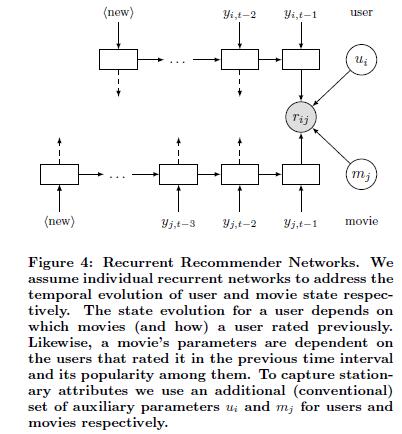 ⟨new⟩ y_{i,t−2} y_{i,t−1} user
. . . u_i
r_{ij}
. . . m_j
⟨new⟩ y_{j,t−3} y_{j,t−2} y_{j,t−1} movie
Figure 4: Recurrent Recommender Networks. We
assume individual recurrent networks to address the
temporal evolution of user and movie state respec-
tively. The state evolution for a user depends on
which movies (and how) a user rated previously.
Likewise, a movie's parameters are dependent on
the users that rated it in the previous time interval
and its popularity among them. To capture station-
ary attributes we use an additional (conventional)
set of auxiliary parameters u_i and m_j for users and
movies respectively.